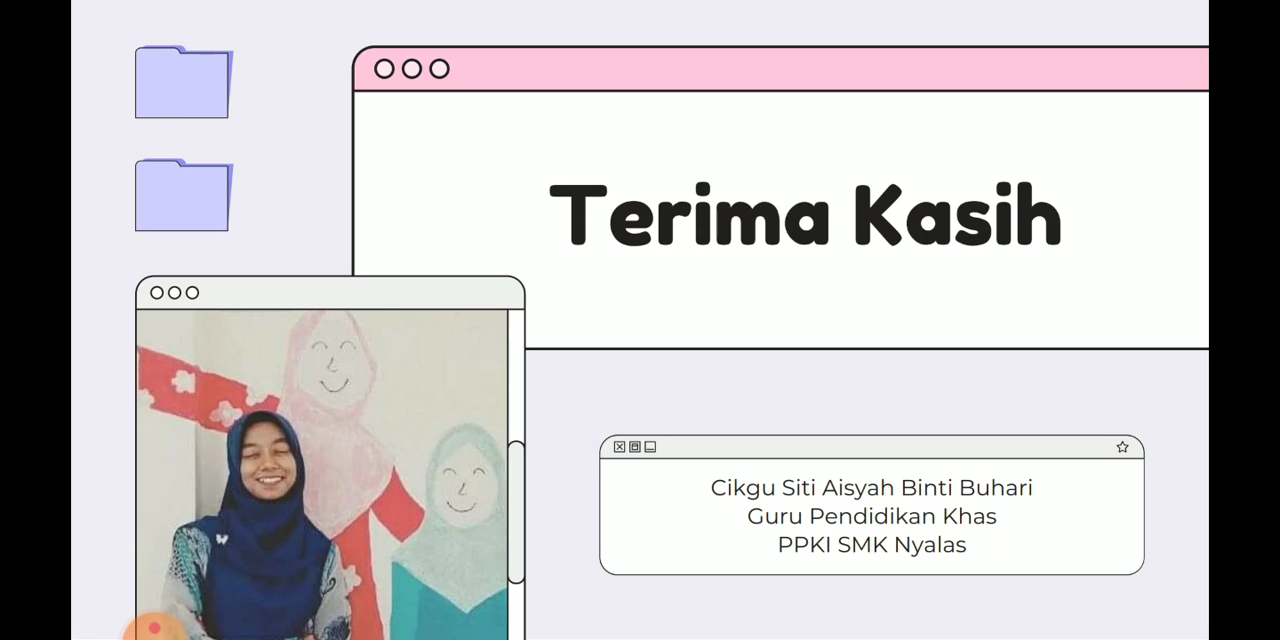 Terima Kasih
Cikgu Siti Aisyah Binti Buhari
Guru Pendidikan Khas
PPKI SMK Nyalas